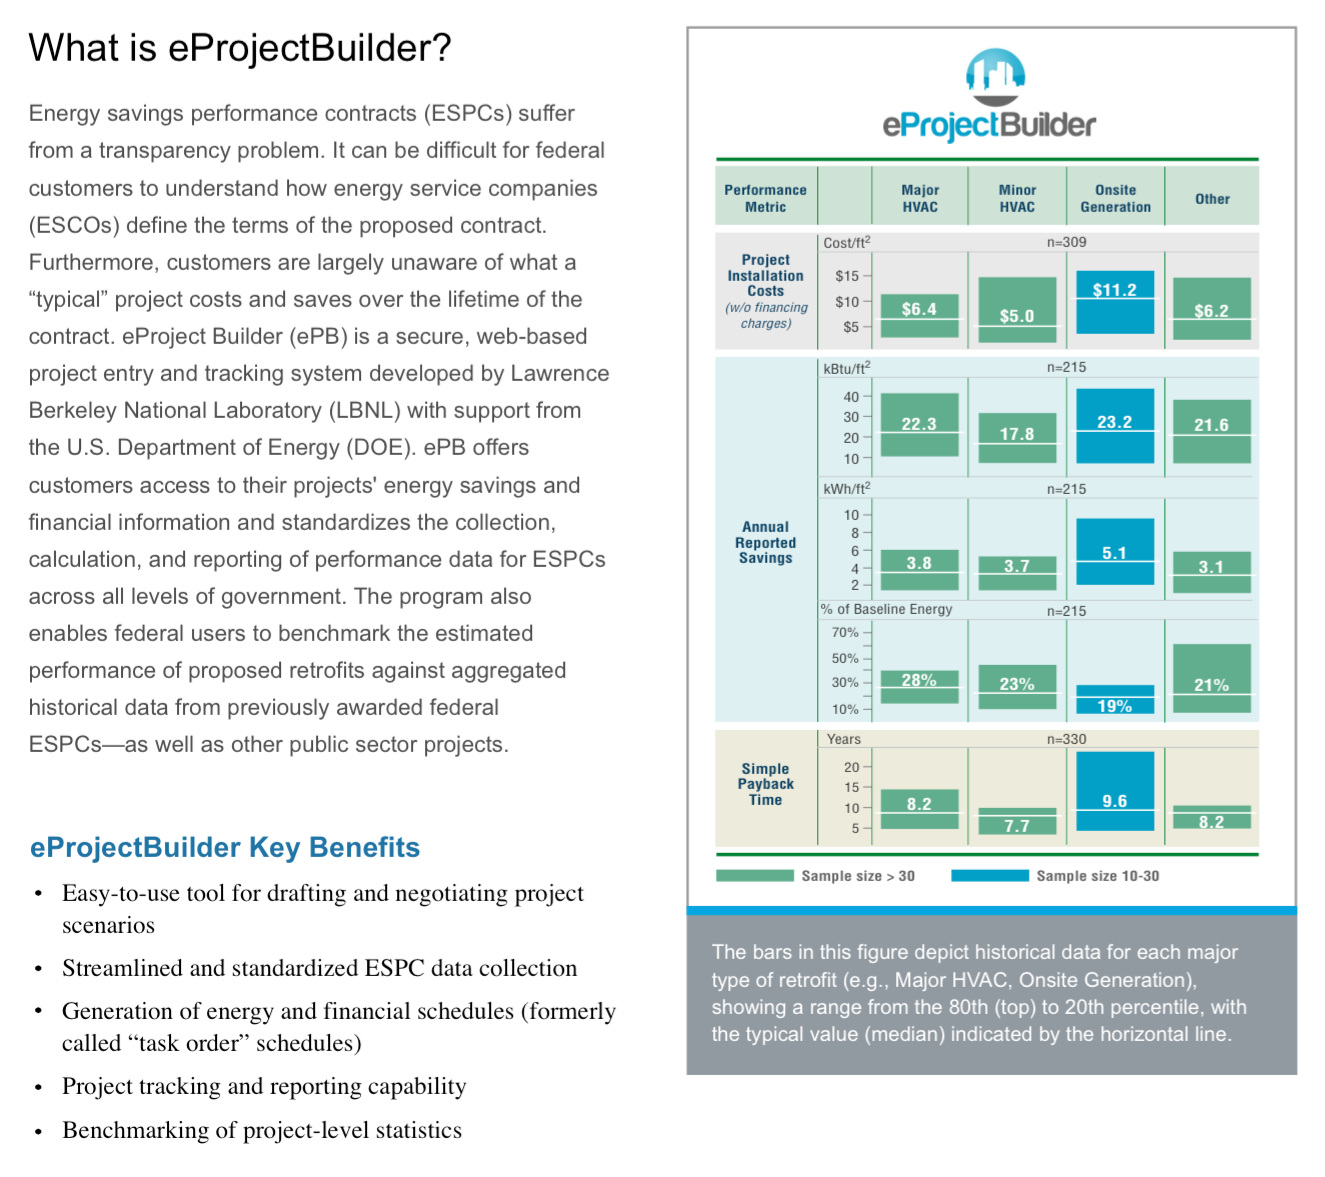 What is eProjectBuilder?
Energy savings performance contracts (ESPCs) suffer
from a transparency problem. It can be difficult for federal
customers to understand how energy service companies
(ESCOs) define the terms of the proposed contract.
Furthermore, customers are largely unaware of what a
“typical” project costs and saves over the lifetime of the
contract. eProject Builder (ePB) is a secure, web-based
project entry and tracking system developed by Lawrence
Berkeley National Laboratory (LBNL) with support from
the U.S. Department of Energy (DOE). ePB offers
customers access to their projects' energy savings and
financial information and standardizes the collection,
calculation, and reporting of performance data for ESPCs
across all levels of government. The program also
enables federal users to benchmark the estimated
performance of proposed retrofits against aggregated
historical data from previously awarded federal
ESPCs—as well as other public sector projects.
eProjectBuilder Key Benefits
• Easy-to-use tool for drafting and negotiating project
scenarios
• Streamlined and standardized ESPC data collection
• Generation of energy and financial schedules (formerly
called “task order” schedules)
• Project tracking and reporting capability
• Benchmarking of project-level statistics
eProjectBuilder
Performance
Metric
Major
HVAC
Minor
HVAC
Onsite
Generation
Other
Project
Installation
Costs
(w/o financing
charges)
Cost/ft²
n=309
$15
$10
$5
$6.4
$5.0
$11.2
$6.2
Annual
Reported
Savings
kBtu/ft²
n=215
40
30
20
10
22.3
17.8
23.2
21.6
kWh/ft²
n=215
10
8
6
4
2
3.8
3.7
5.1
3.1
% of Baseline Energy
n=215
70%
50%
30%
10%
28%
23%
19%
21%
Simple
Payback
Time
Years
n=330
20
15
10
5
8.2
7.7
9.6
8.2
Sample size > 30
Sample size 10-30
The bars in this figure depict historical data for each major
type of retrofit (e.g., Major HVAC, Onsite Generation),
showing a range from the 80th (top) to 20th percentile, with
the typical value (median) indicated by the horizontal line.